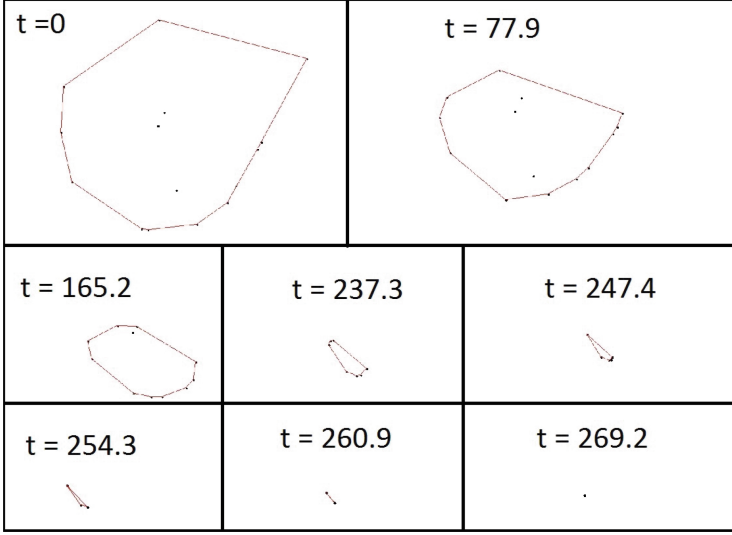 t =0
t = 77.9
t = 165.2
t = 237.3
t = 247.4
t = 254.3
t = 260.9
t = 269.2